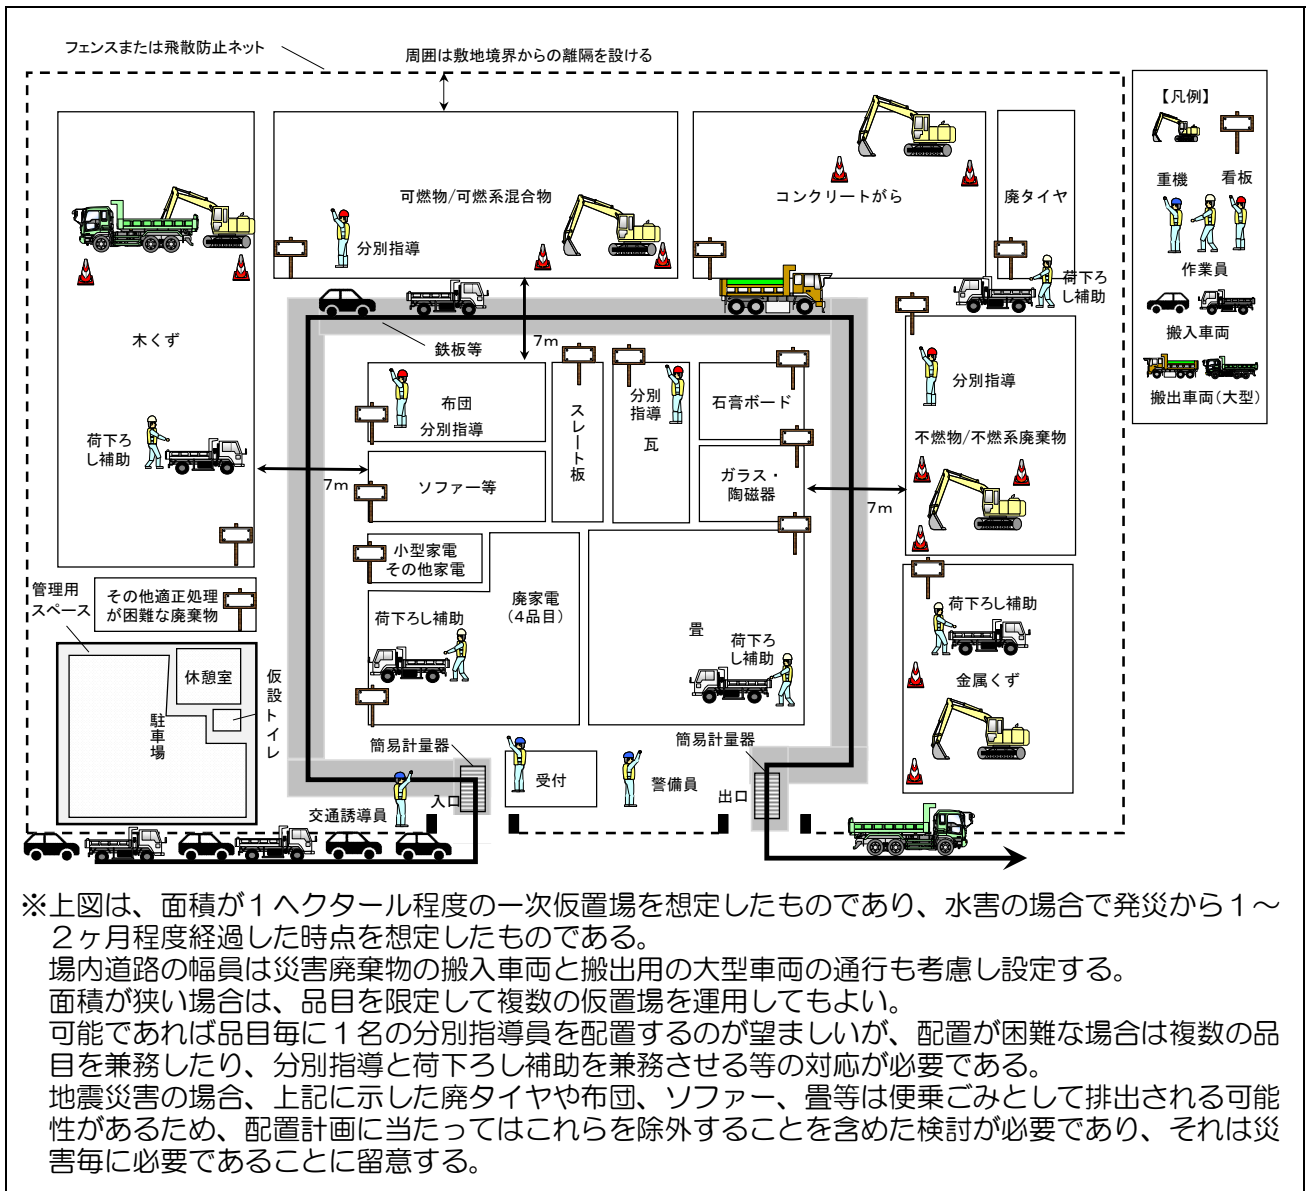 フェンスまたは飛散防止ネット
周囲は敷地境界からの離隔を設ける
【凡例】
重機
看板
作業員
搬入車両
搬出車両(大型)
可燃物/可燃系混合物
分別指導
コンクリートがら
廃タイヤ
荷下ろ
し補助
木くず
鉄板等
7m
布団
分別指導
スレート板
分別
指導
瓦
石膏ボード
分別指導
不燃物/不燃系廃棄物
荷下ろ
し補助
7m
ソファー等
ガラス・
陶磁器
7m
小型家電
その他家電
廃家電
(4品目)
荷下ろし補助
畳
荷下ろ
し補助
荷下ろし補助
金属くず
その他適正処理
が困難な廃棄物
管理用
スペース
休憩室
仮設トイレ
駐車場
簡易計量器
簡易計量器
受付
警備員
入口
出口
交通誘導員
※上図は、面積が1ヘクタール程度の一次仮置場を想定したものであり、水害の場合で発災から1～
2ヶ月程度経過した時点を想定したものである。
場内道路の幅員は災害廃棄物の搬入車両と搬出用の大型車両の通行も考慮し設定する。
面積が狭い場合は、品目を限定して複数の仮置場を運用してもよい。
可能であれば品目毎に1名の分別指導員を配置するのが望ましいが、配置が困難な場合は複数の品
目を兼務したり、分別指導と荷下ろし補助を兼務させる等の対応が必要である。
地震災害の場合、上記に示した廃タイヤや布団、ソファー、畳等は便乗ごみとして排出される可能
性があるため、配置計画に当たってはこれらを除外することを含めた検討が必要であり、それは災
害毎に必要であることに留意する。